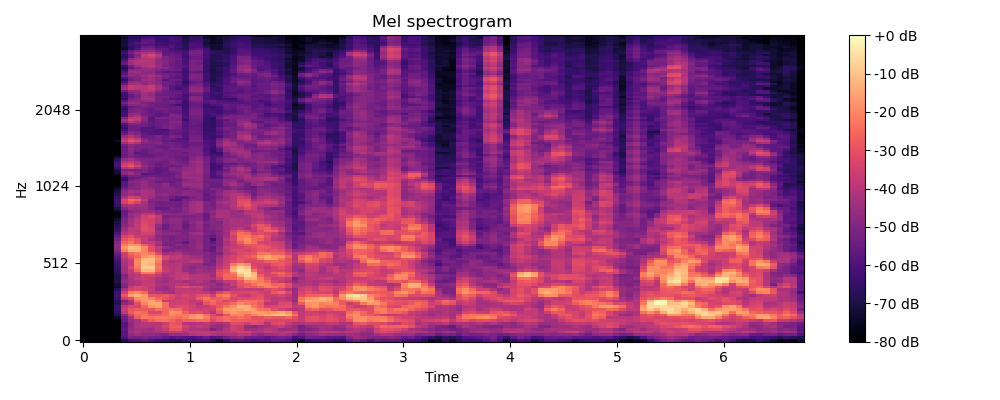 Mel spectrogram
Hz
2048
1024
512
0
0 1 2 3 4 5 6
Time
+0 dB
-10 dB
-20 dB
-30 dB
-40 dB
-50 dB
-60 dB
-70 dB
-80 dB